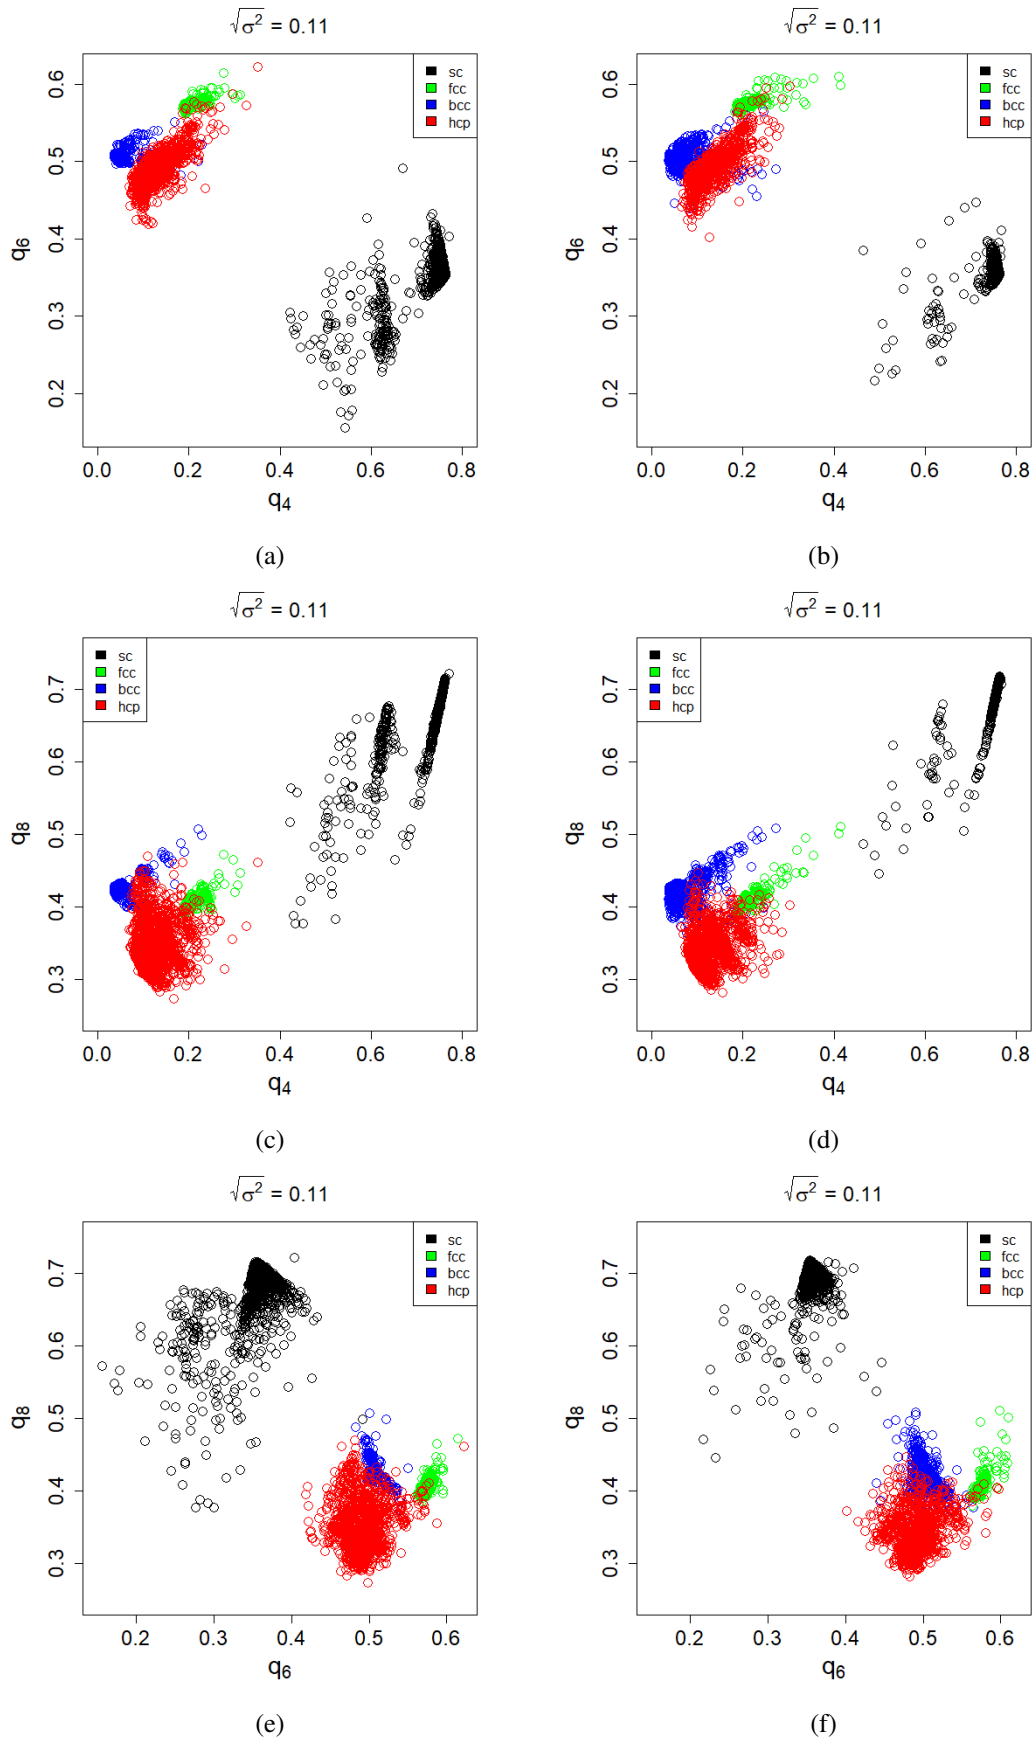 √σ² = 0.11
q₆
0.6
0.5
0.4
0.3
0.2
sc
fcc
bcc
hcp
0.0 0.2 0.4 0.6 0.8
q₄
(a)
√σ² = 0.11
q₆
0.6
0.5
0.4
0.3
0.2
sc
fcc
bcc
hcp
0.0 0.2 0.4 0.6 0.8
q₄
(b)
√σ² = 0.11
q₈
0.7
0.6
0.5
0.4
0.3
sc
fcc
bcc
hcp
0.0 0.2 0.4 0.6 0.8
q₄
(c)
√σ² = 0.11
q₈
0.7
0.6
0.5
0.4
0.3
sc
fcc
bcc
hcp
0.0 0.2 0.4 0.6 0.8
q₄
(d)
√σ² = 0.11
q₈
0.7
0.6
0.5
0.4
0.3
sc
fcc
bcc
hcp
0.2 0.3 0.4 0.5 0.6
q₆
(e)
√σ² = 0.11
q₈
0.7
0.6
0.5
0.4
0.3
sc
fcc
bcc
hcp
0.2 0.3 0.4 0.5 0.6
q₆
(f)